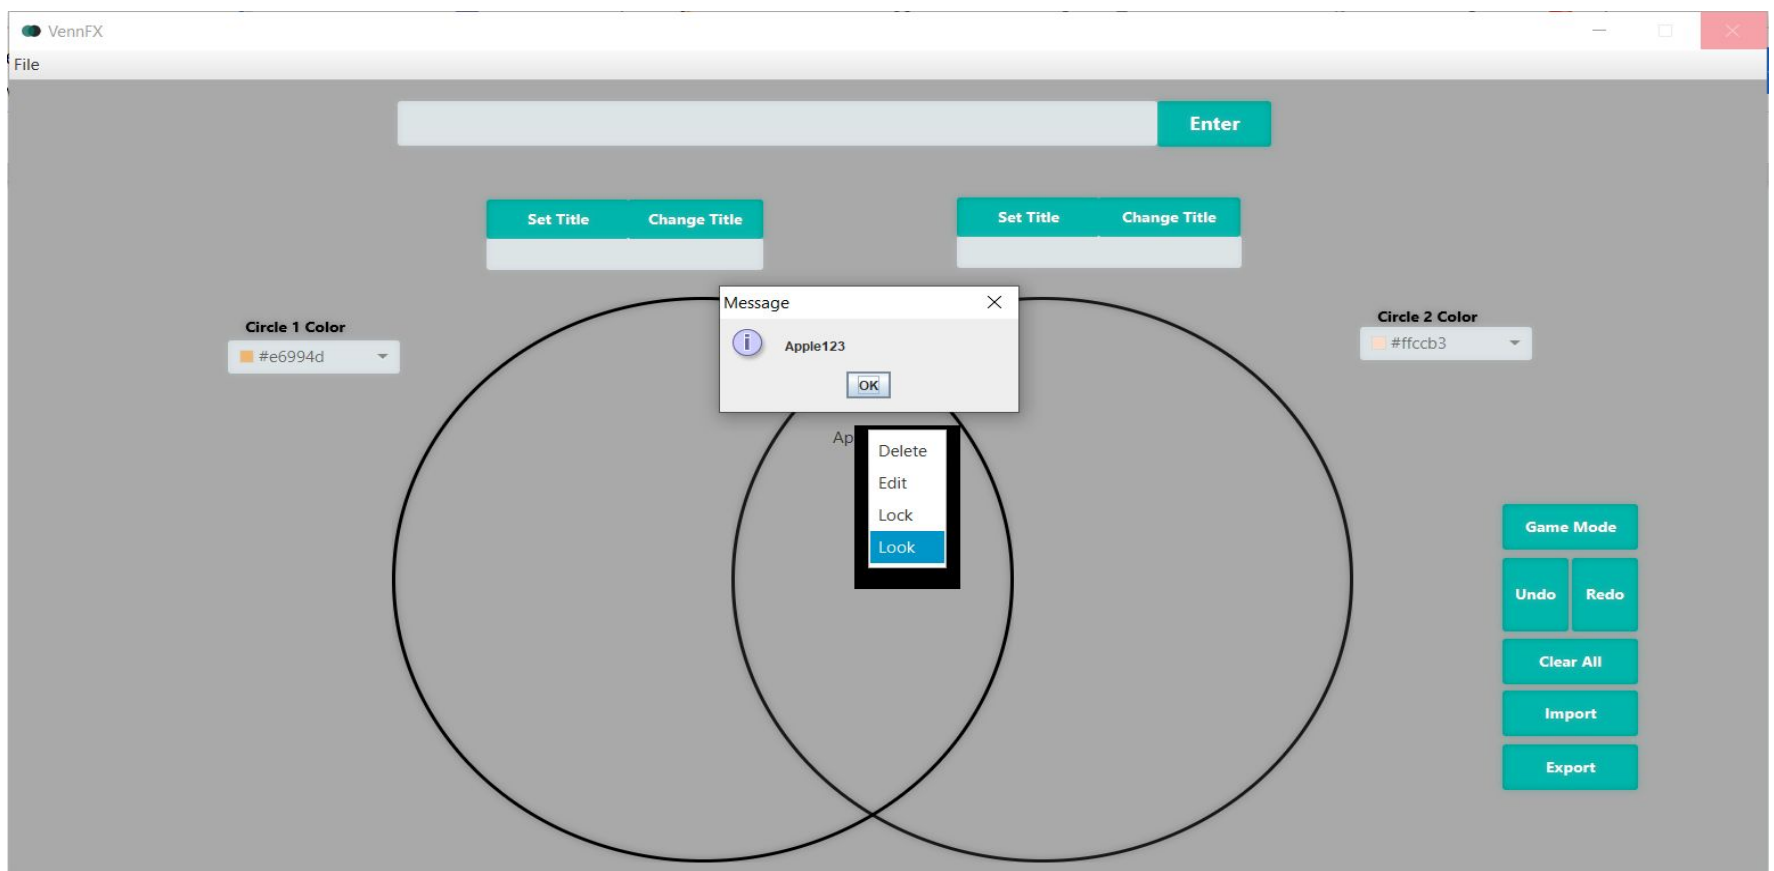 VennFX
File
Enter
Set Title Change Title
Set Title Change Title
Message
Apple123
OK
Circle 1 Color
#e6994d
Circle 2 Color
#ffccb3
Ap
Delete
Edit
Lock
Look
Game Mode
Undo Redo
Clear All
Import
Export